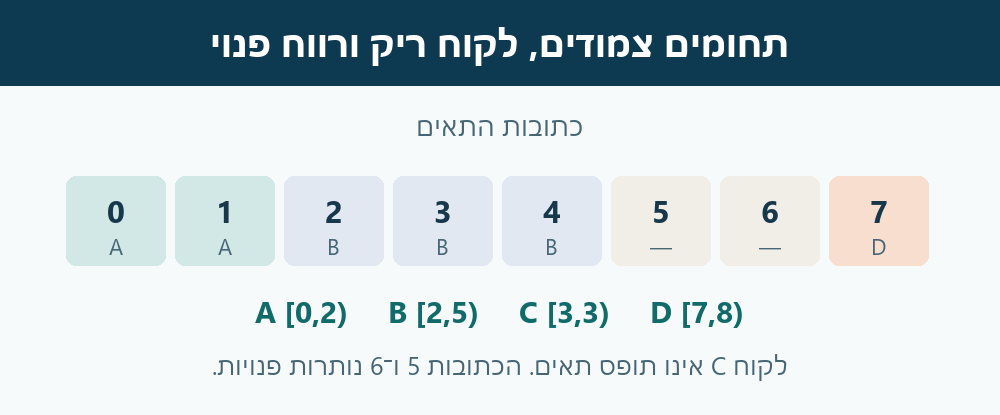 תחומים צמודים, לקוח ריק ורווח פנוי
כתובות התאים
0 1 2 3 4 5 6 7
A A B B B — — D
A [0,2) B [2,5) C [3,3) D [7,8)
לקוח C אינו תופס תאים. הכתובות 5 ו־6 נותרות פנויות.